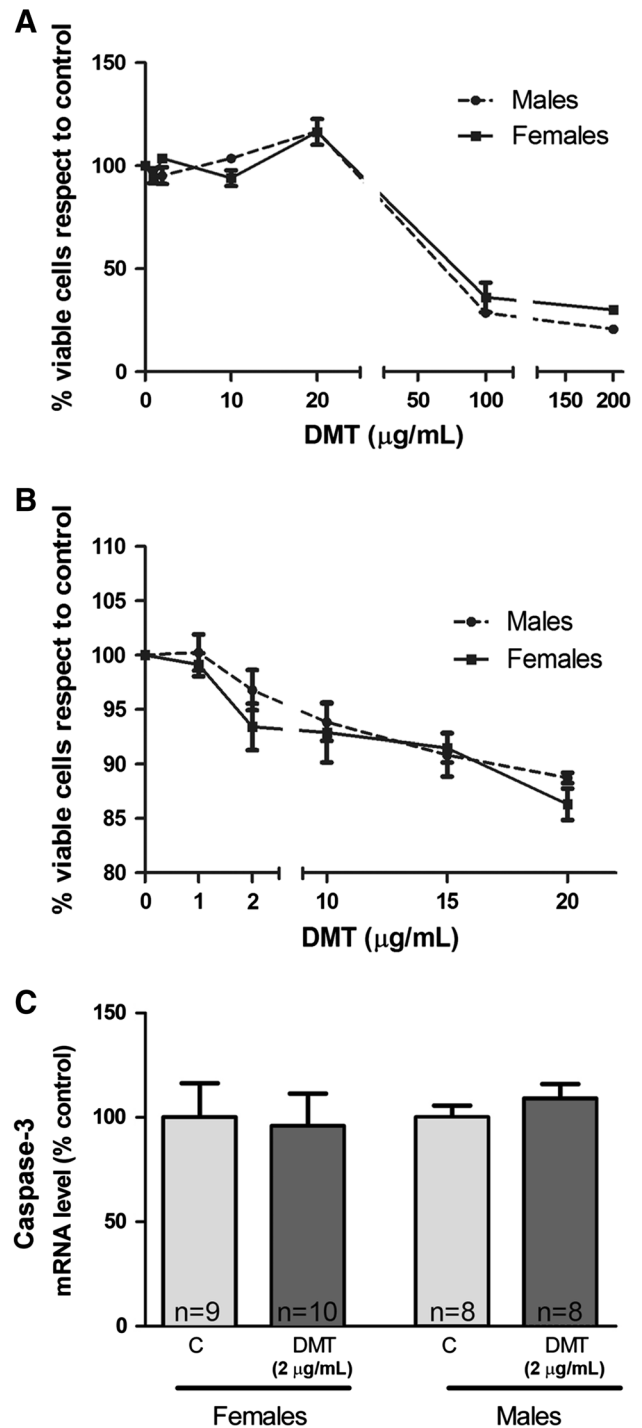 A
% viable cells respect to control
150
100
50
0
Males
Females
0 10 20 50 100 150 200
DMT (μg/mL)
B
% viable cells respect to control
110
105
100
95
90
85
80
Males
Females
0 1 2 10 15 20
DMT (μg/mL)
C
Caspase-3
mRNA level (% control)
150
100
50
0
n=9 n=10 n=8 n=8
C DMT C DMT
(2 μg/mL) (2 μg/mL)
Females Males